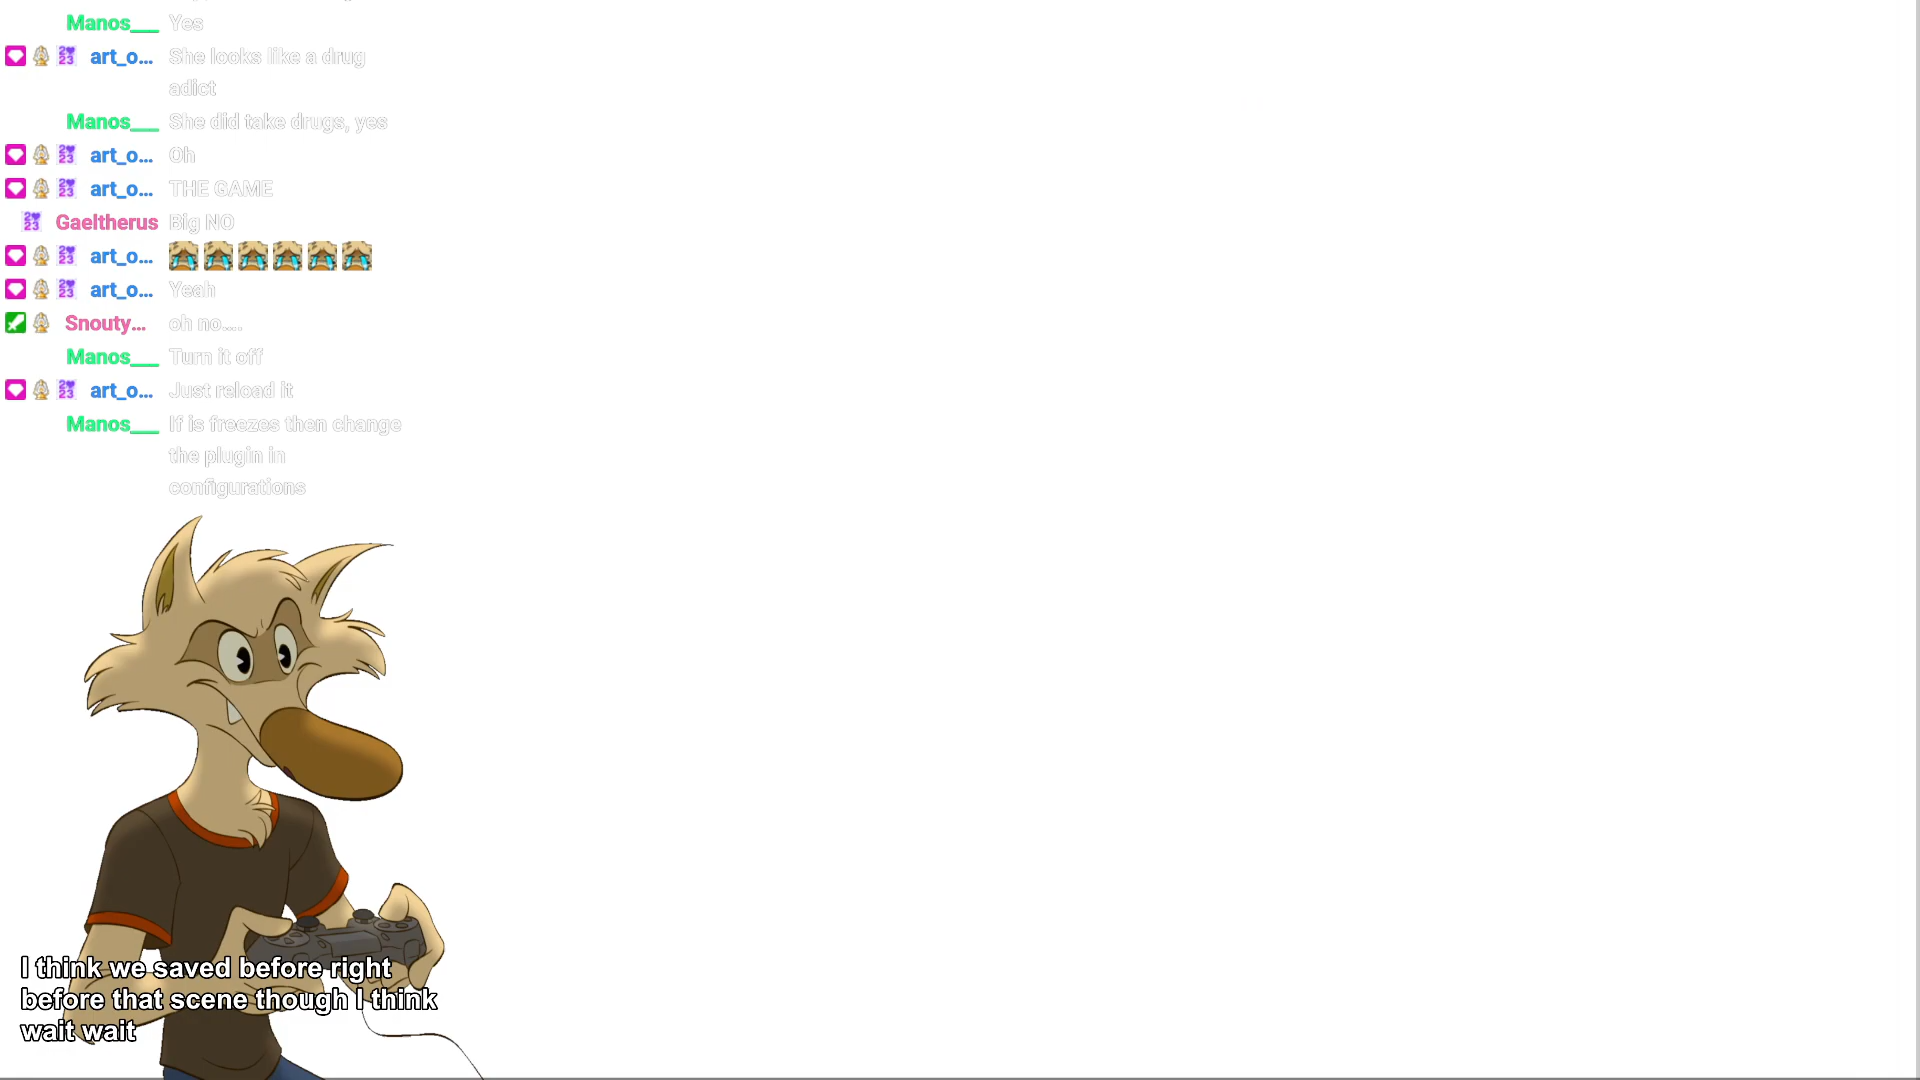 Manos___ Yes
art_o... She looks like a drug
adict
Manos___ She did take drugs, yes
art_o... Oh
art_o... THE GAME
Gaeltherus Big NO
art_o...
art_o... Yeah
Snouty... oh no....
Manos___ Turn it off
art_o... Just reload it
Manos___ If is freezes then change
the plugin in
configurations
I think we saved before right
before that scene though I think
wait wait